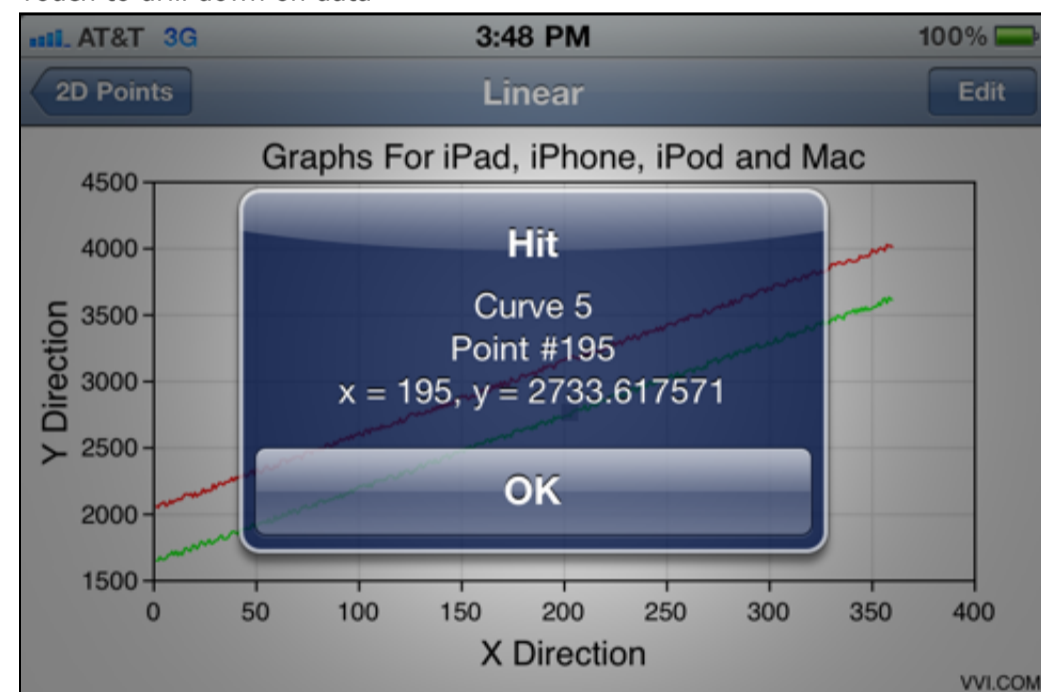 Touch to drill down on data
AT&T 3G 3:48 PM 100%
2D Points Linear Edit
Graphs For iPad, iPhone, iPod and Mac
Y Direction
4500
4000
3500
3000
2500
2000
1500
Hit
Curve 5
Point #195
x = 195, y = 2733.617571
OK
0 50 100 150 200 250 300 350 400
X Direction
VVI.COM